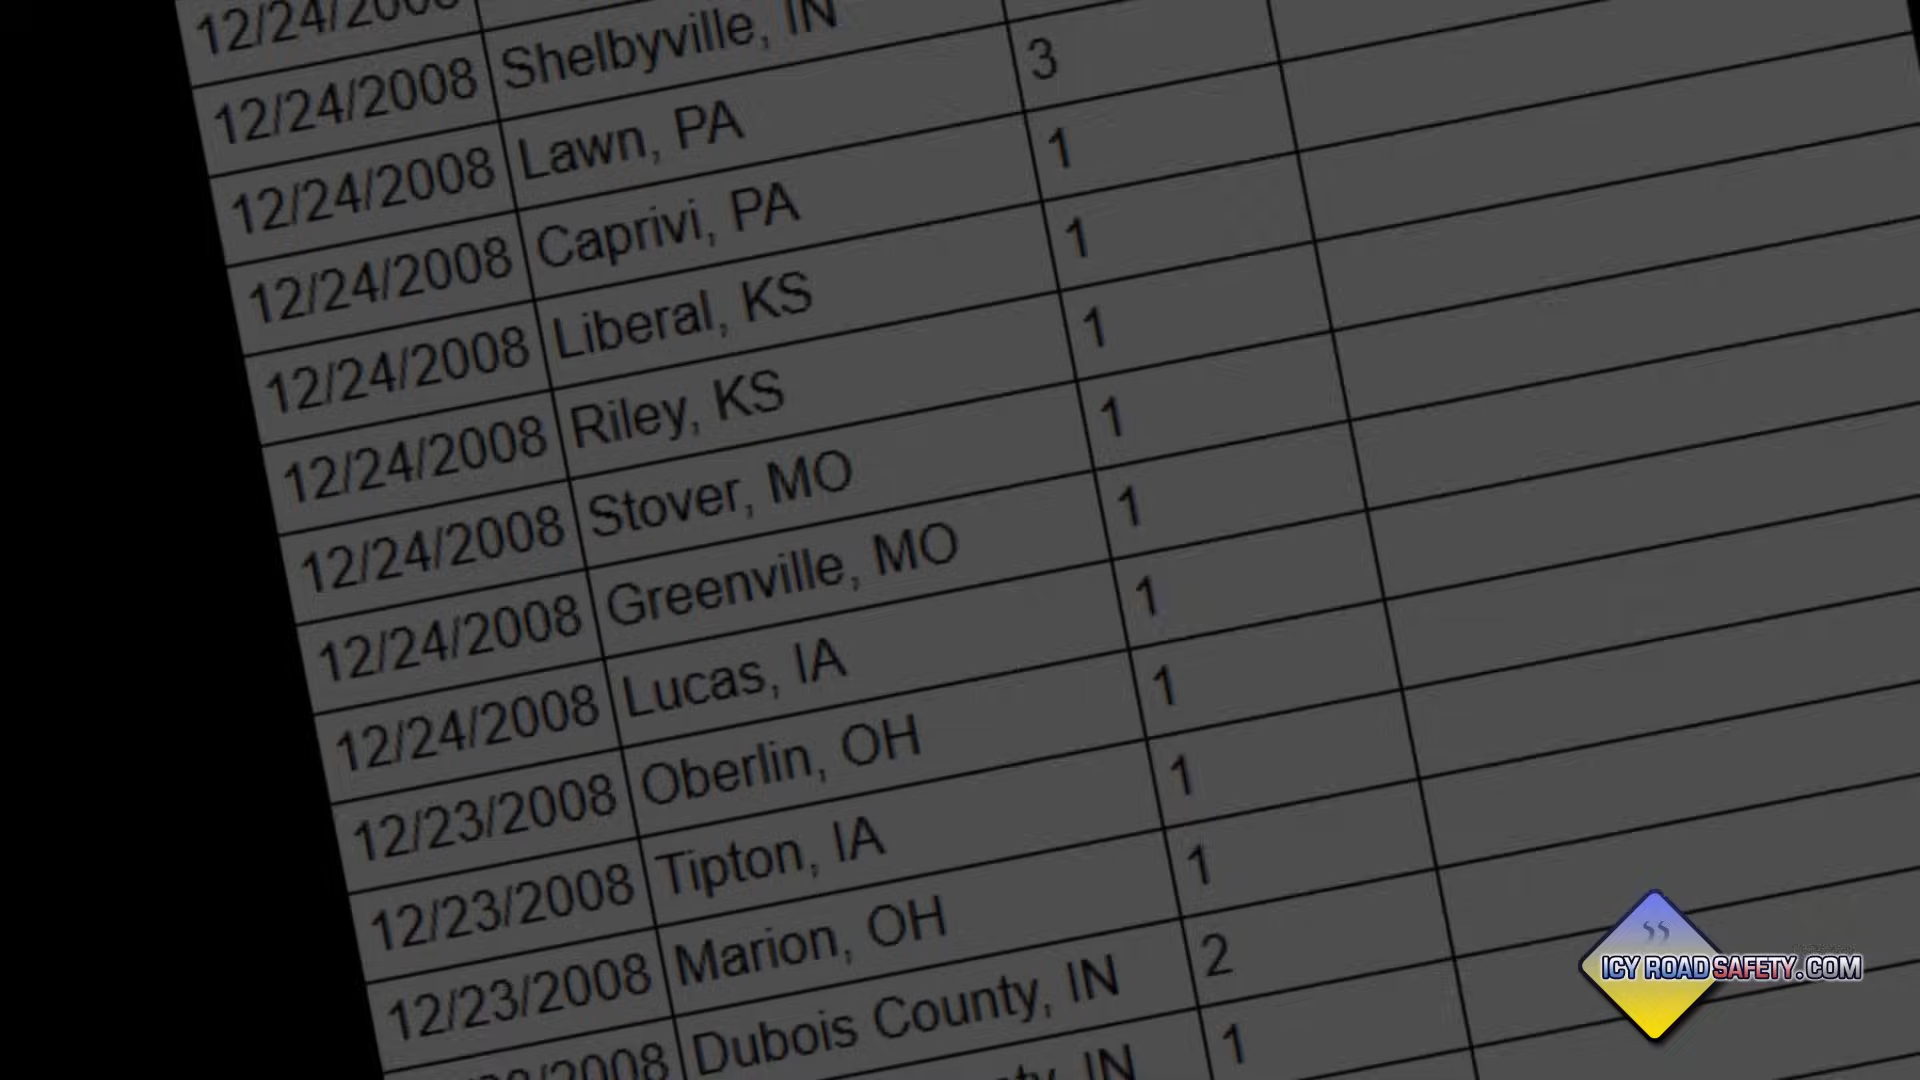 12/24/2008
12/24/2008 Shelbyville, IN
12/24/2008 Lawn, PA 3
12/24/2008 Caprivi, PA 1
12/24/2008 Liberal, KS 1
12/24/2008 Riley, KS 1
12/24/2008 Stover, MO 1
12/24/2008 Greenville, MO 1
12/24/2008 Lucas, IA 1
12/23/2008 Oberlin, OH 1
12/23/2008 Tipton, IA 1
12/23/2008 Marion, OH 1
Dubois County, IN 2
IN 1
ICY ROAD SAFETY.COM